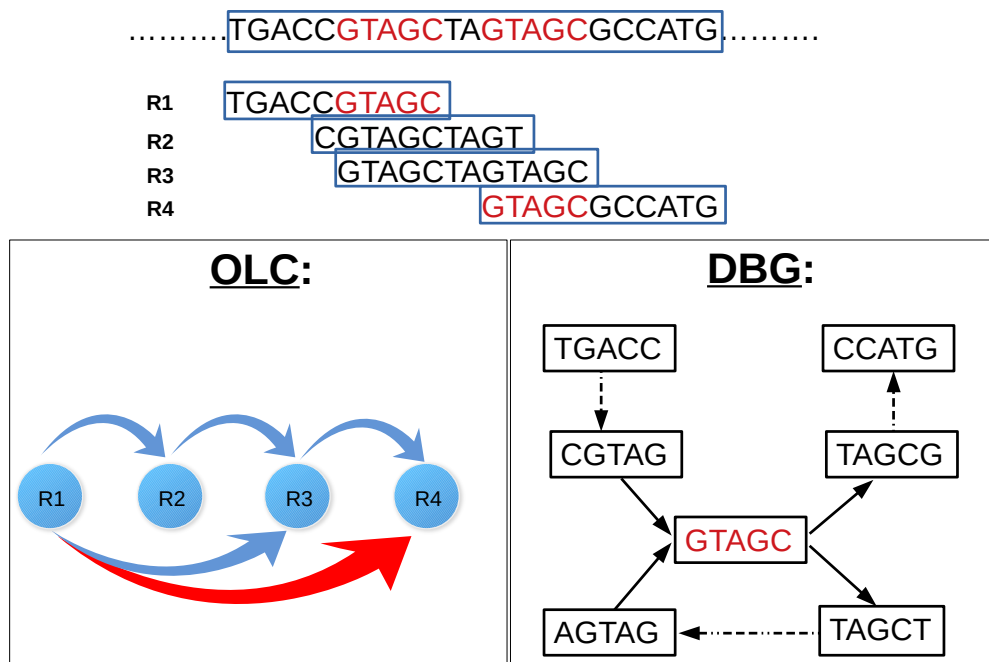 ……….TGACCGTAGCTAGTAGCGCCATG……….
R1 TGACCGTAGC
R2 CGTAGCTAGT
R3 GTAGCTAGTAGC
R4 GTAGCGCCATG
OLC:
R1 R2 R3 R4
DBG:
TGACC CCATG
CGTAG TAGCG
GTAGC
AGTAG TAGCT